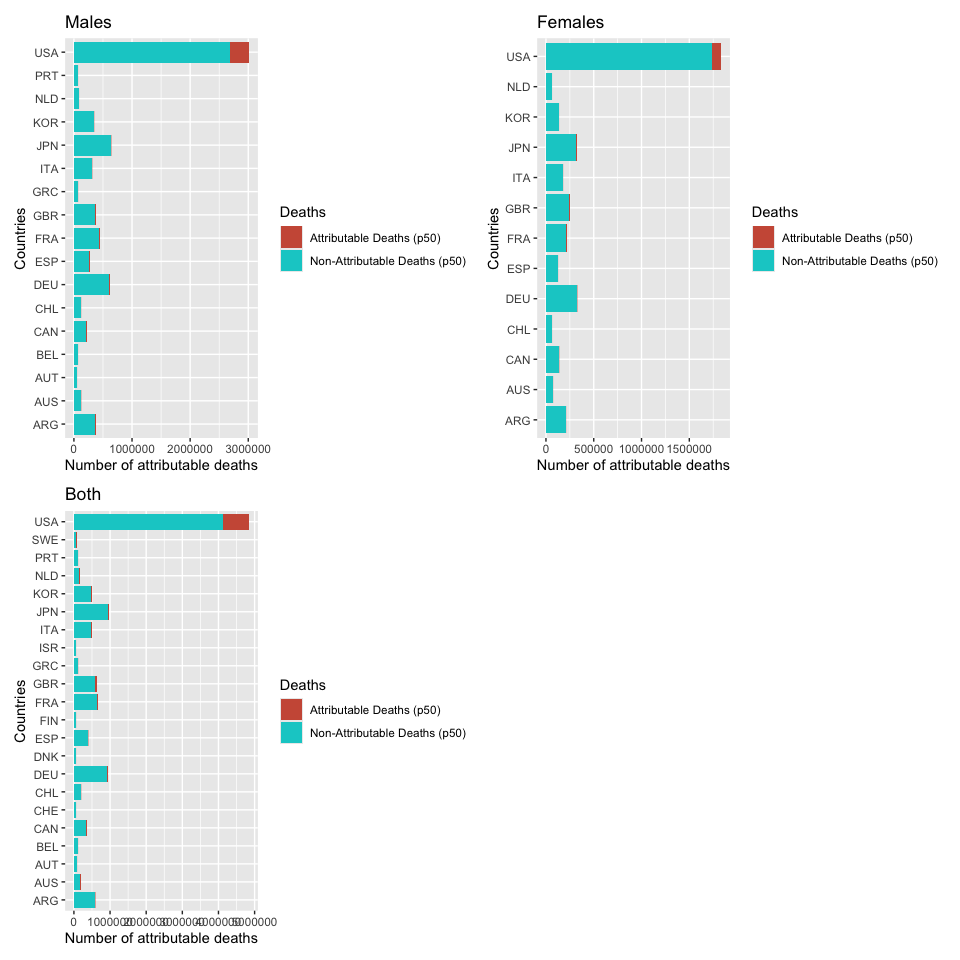 Males
USA
PRT
NLD
KOR
JPN
ITA
GRC
GBR
FRA
ESP
DEU
CHL
CAN
BEL
AUT
AUS
ARG
Countries
0 1000000 2000000 3000000
Number of attributable deaths
Deaths
Attributable Deaths (p50)
Non-Attributable Deaths (p50)
Females
USA
NLD
KOR
JPN
ITA
GBR
FRA
ESP
DEU
CHL
CAN
AUS
ARG
Countries
0 500000 1000000 1500000
Number of attributable deaths
Deaths
Attributable Deaths (p50)
Non-Attributable Deaths (p50)
Both
USA
SWE
PRT
NLD
KOR
JPN
ITA
ISR
GRC
GBR
FRA
FIN
ESP
DNK
DEU
CHL
CHE
CAN
BEL
AUT
AUS
ARG
Countries
0 1000000 2000000 3000000 4000000 5000000
Number of attributable deaths
Deaths
Attributable Deaths (p50)
Non-Attributable Deaths (p50)